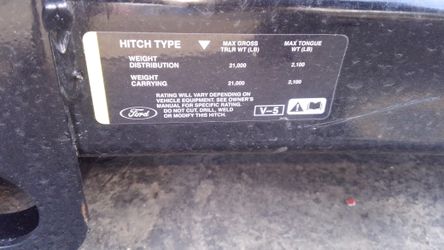 HITCH TYPE MAX GROSS TRLR WT (LB) MAX TONGUE WT (LB)
WEIGHT DISTRIBUTION 21,000 2,100
WEIGHT CARRYING 21,000 2,100
RATING WILL VARY DEPENDING ON
VEHICLE EQUIPMENT. SEE OWNER'S
MANUAL FOR SPECIFIC RATING.
DO NOT CUT, DRILL, WELD
OR MODIFY THIS HITCH.
Ford
V-5